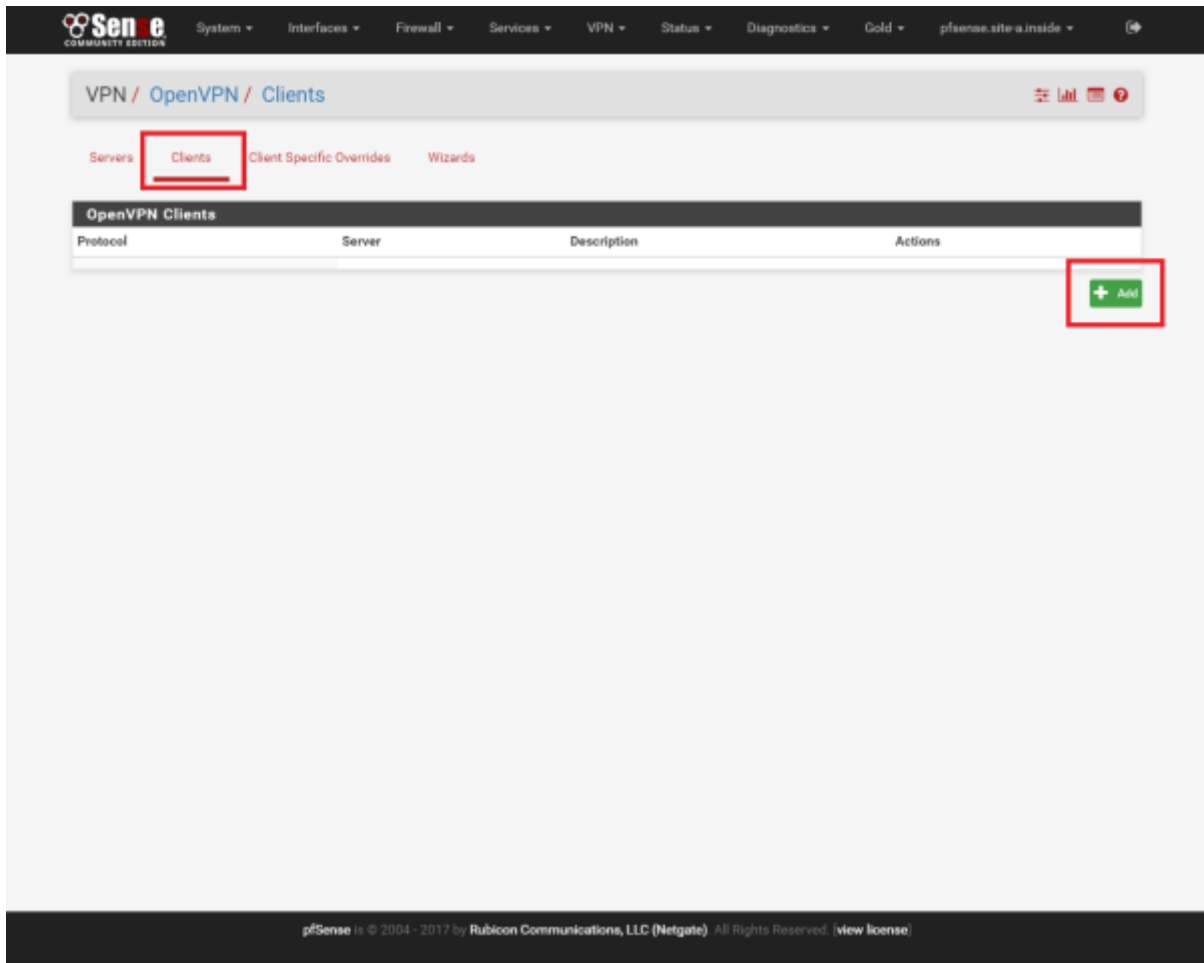 Sense
COMMUNITY EDITION
System Interfaces Firewall Services VPN Status Diagnostics Gold pfsense.site-a.inside
VPN / OpenVPN / Clients
Servers Clients Client Specific Overrides Wizards
OpenVPN Clients
Protocol Server Description Actions
+ Add
pfSense is © 2004 - 2017 by Rubicon Communications, LLC (Netgate). All Rights Reserved. [view license]